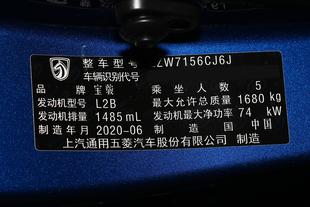 整车型号 LZW7156CJ6J
车辆识别代号
品牌 宝骏 乘坐人数 5
发动机型号 L2B 最大允许总质量 1680 kg
发动机排量 1485 mL 发动机最大净功率 74 kW
制造年月 2020-06 制造国 中国
上汽通用五菱汽车股份有限公司 制造